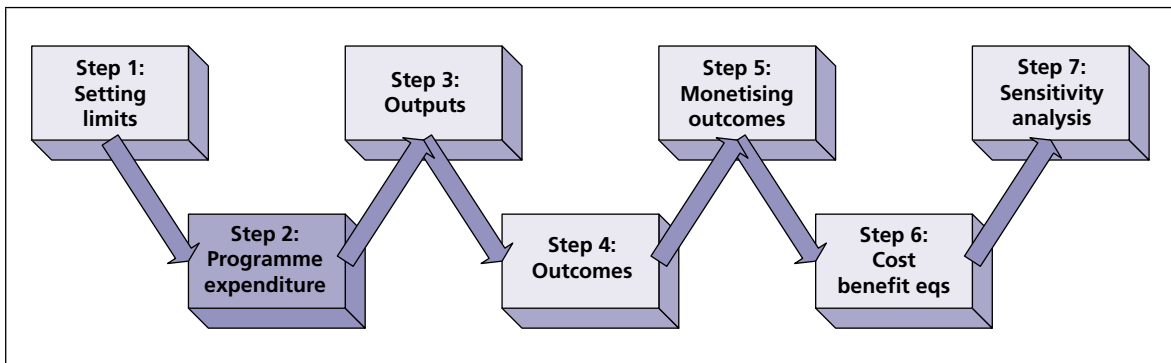 Step 1:
Setting
limits
Step 2:
Programme
expenditure
Step 3:
Outputs
Step 4:
Outcomes
Step 5:
Monetising
outcomes
Step 6:
Cost
benefit eqs
Step 7:
Sensitivity
analysis